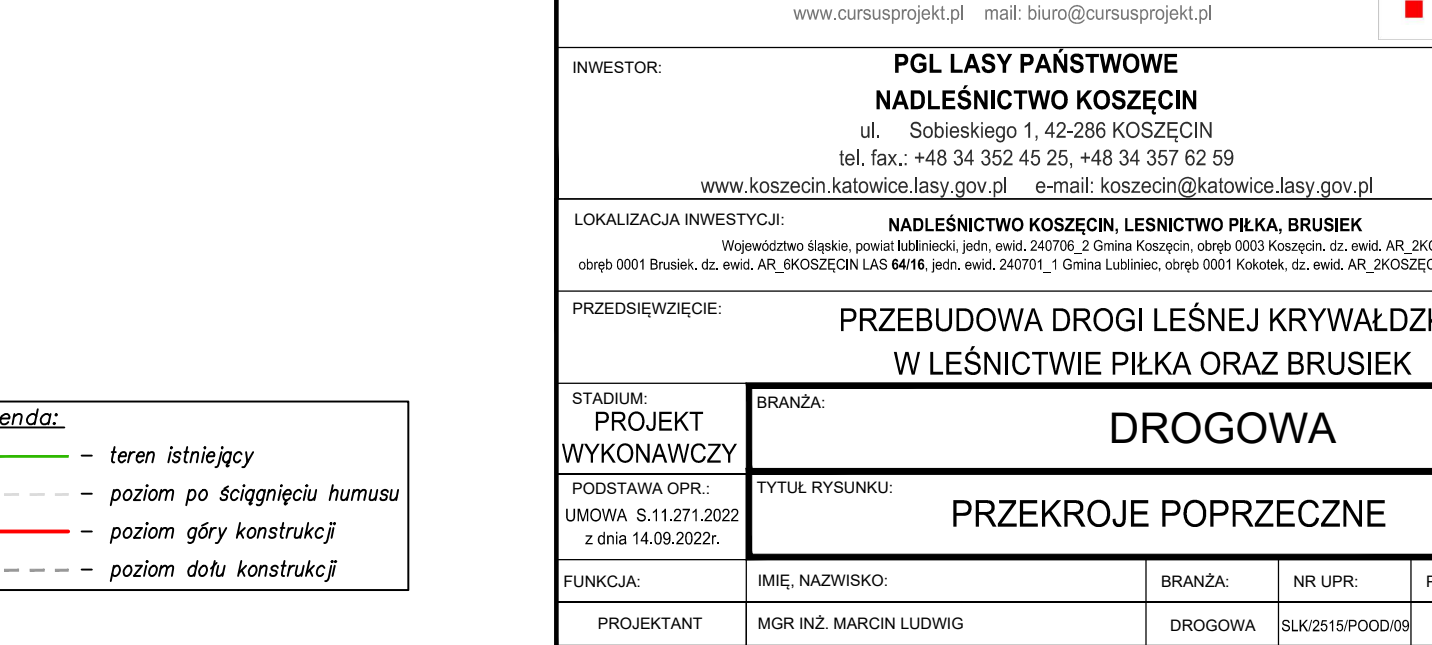 www.cursusprojekt.pl mail: biuro@cursusprojekt.pl
INWESTOR:
PGL LASY PAŃSTWOWE
NADLEŚNICTWO KOSZĘCIN
ul. Sobieskiego 1, 42-286 KOSZĘCIN
tel. fax.: +48 34 352 45 25, +48 34 357 62 59
www.koszecin.katowice.lasy.gov.pl e-mail: koszecin@katowice.lasy.gov.pl
LOKALIZACJA INWESTYCJI:
NADLEŚNICTWO KOSZĘCIN, LESNICTWO PIŁKA, BRUSIEK
Województwo śląskie, powiat lubliniecki, jedn, ewid. 240706_2 Gmina Koszęcin, obręb 0003 Koszęcin. dz. ewid.
obręb 0001 Brusiek. dz. ewid. AR_6KOSZĘCIN LAS 64/16, jedn. ewid. 240701_1 Gmina Lubliniec, obręb 0001 Kokotek, dz. ewid.
PRZEDSIĘWZIĘCIE:
PRZEBUDOWA DROGI LEŚNEJ
W LEŚNICTWIE PIŁKA ORAZ BRUSIEK
STADIUM:
PROJEKT
WYKONAWCZY
BRANŻA:
DROGOWA
PODSTAWA OPR.:
UMOWA S.11.271.2022
z dnia 14.09.2022r.
TYTUŁ RYSUNKU:
PRZEKROJE POPRZECZNE
FUNKCJA:
IMIĘ, NAZWISKO:
BRANŻA:
NR UPR:
PROJEKTANT
MGR INŻ. MARCIN LUDWIG
DROGOWA
SLK/2515/POOD/09
– teren istniejący
– poziom po ściągnięciu humusu
– poziom góry konstrukcji
– poziom dołu konstrukcji